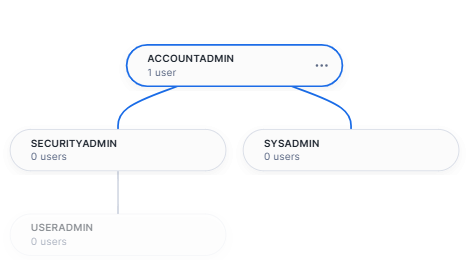 ACCOUNTADMIN
1 user
SECURITYADMIN
0 users
SYSADMIN
0 users
USERADMIN
0 users